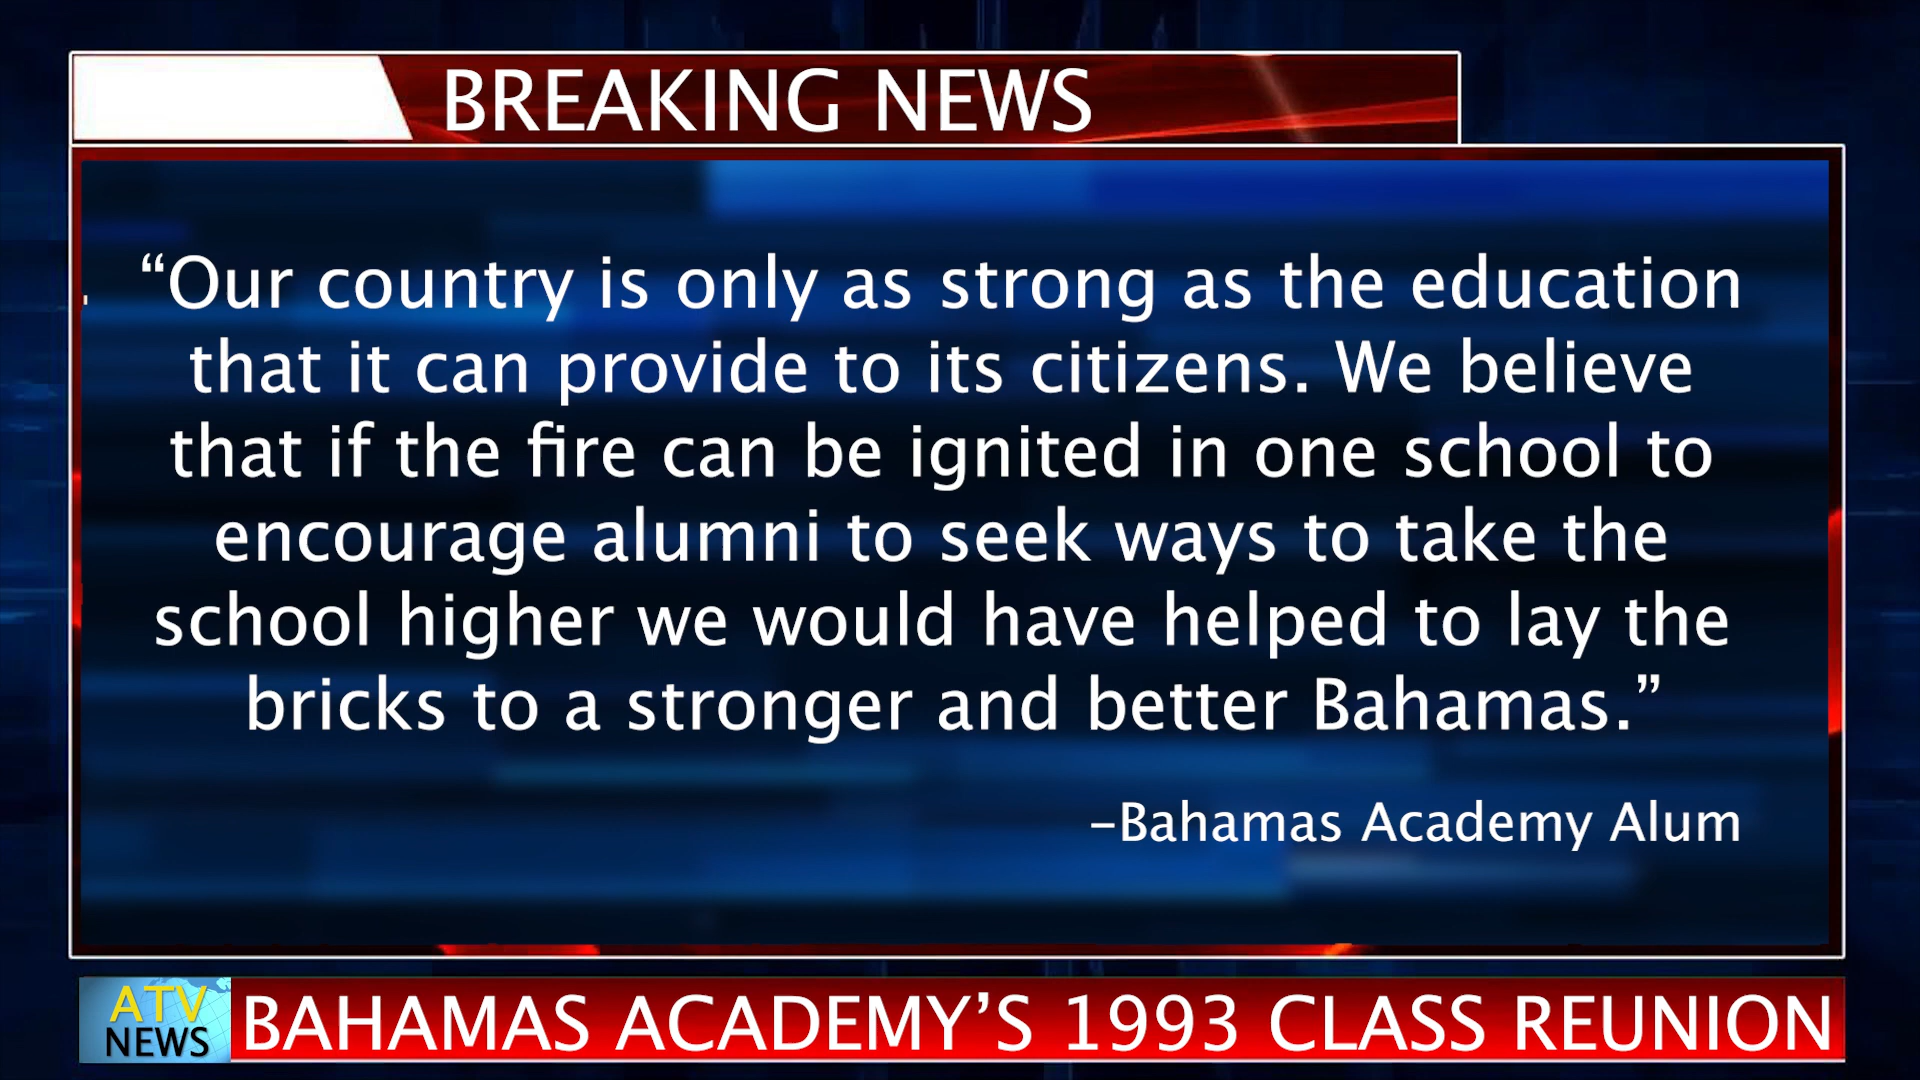 BREAKING NEWS
“Our country is only as strong as the education
that it can provide to its citizens. We believe
that if the fire can be ignited in one school to
encourage alumni to seek ways to take the
school higher we would have helped to lay the
bricks to a stronger and better Bahamas.”
–Bahamas Academy Alum
ATV
NEWS
BAHAMAS ACADEMY’S 1993 CLASS REUNION